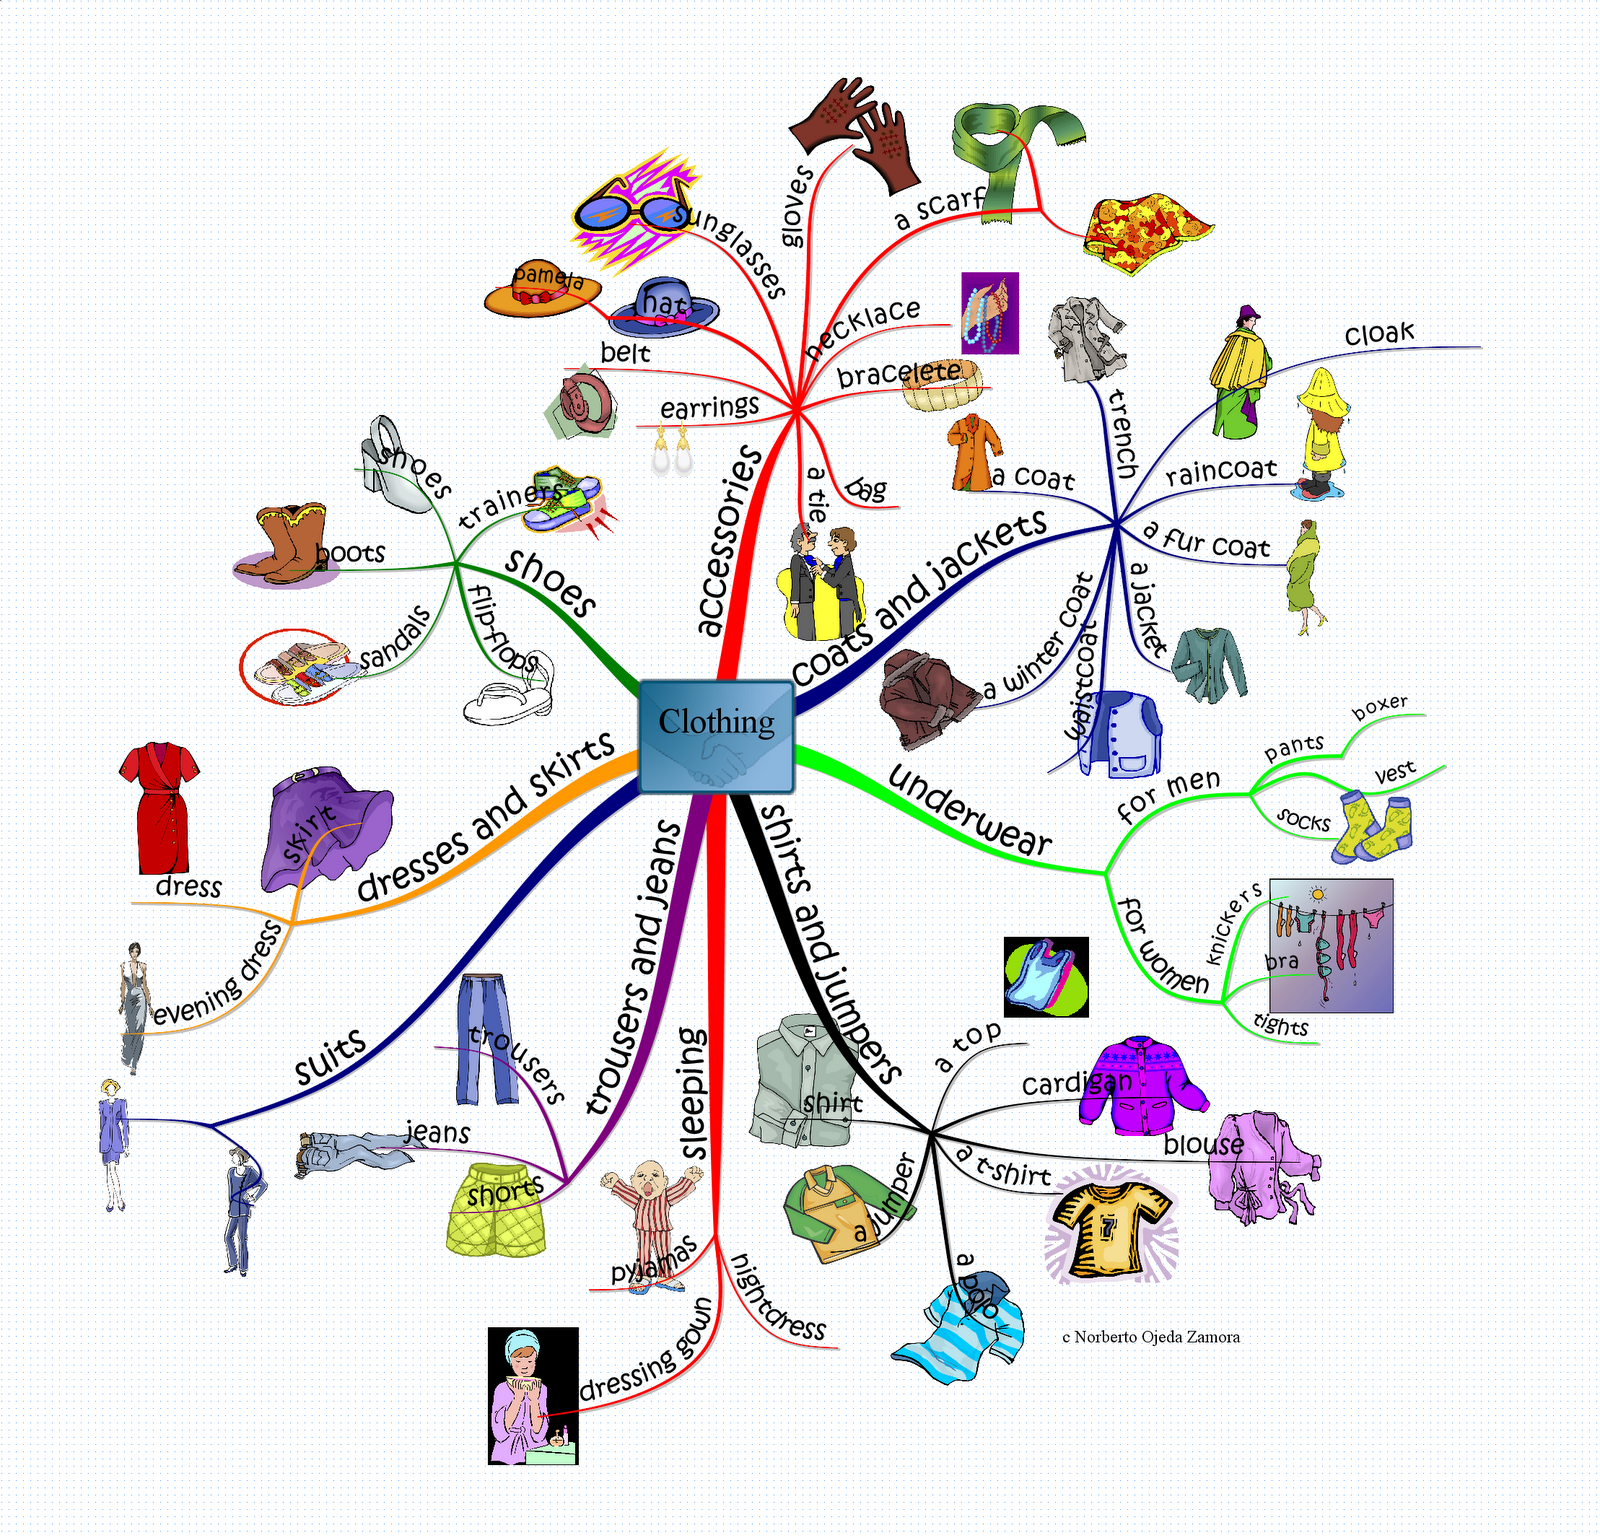 Clothing
accessories
gloves
a scarf
sunglasses
pamela
hat
necklace
belt
bracelete
earrings
a tie
bag
coats and jackets
trench
cloak
a coat
raincoat
a fur coat
a jacket
waistcoat
a winter coat
underwear
for men
pants
boxer
vest
socks
for women
knickers
bra
tights
shirts and jumpers
a top
cardigan
shirt
blouse
a t-shirt
7
a jumper
a polo
sleeping
pyjamas
nightdress
dressing gown
trousers and jeans
trousers
jeans
shorts
suits
dresses and skirts
skirt
dress
evening dress
shoes
shoes
trainers
boots
sandals
flip-flops
c Norberto Ojeda Zamora